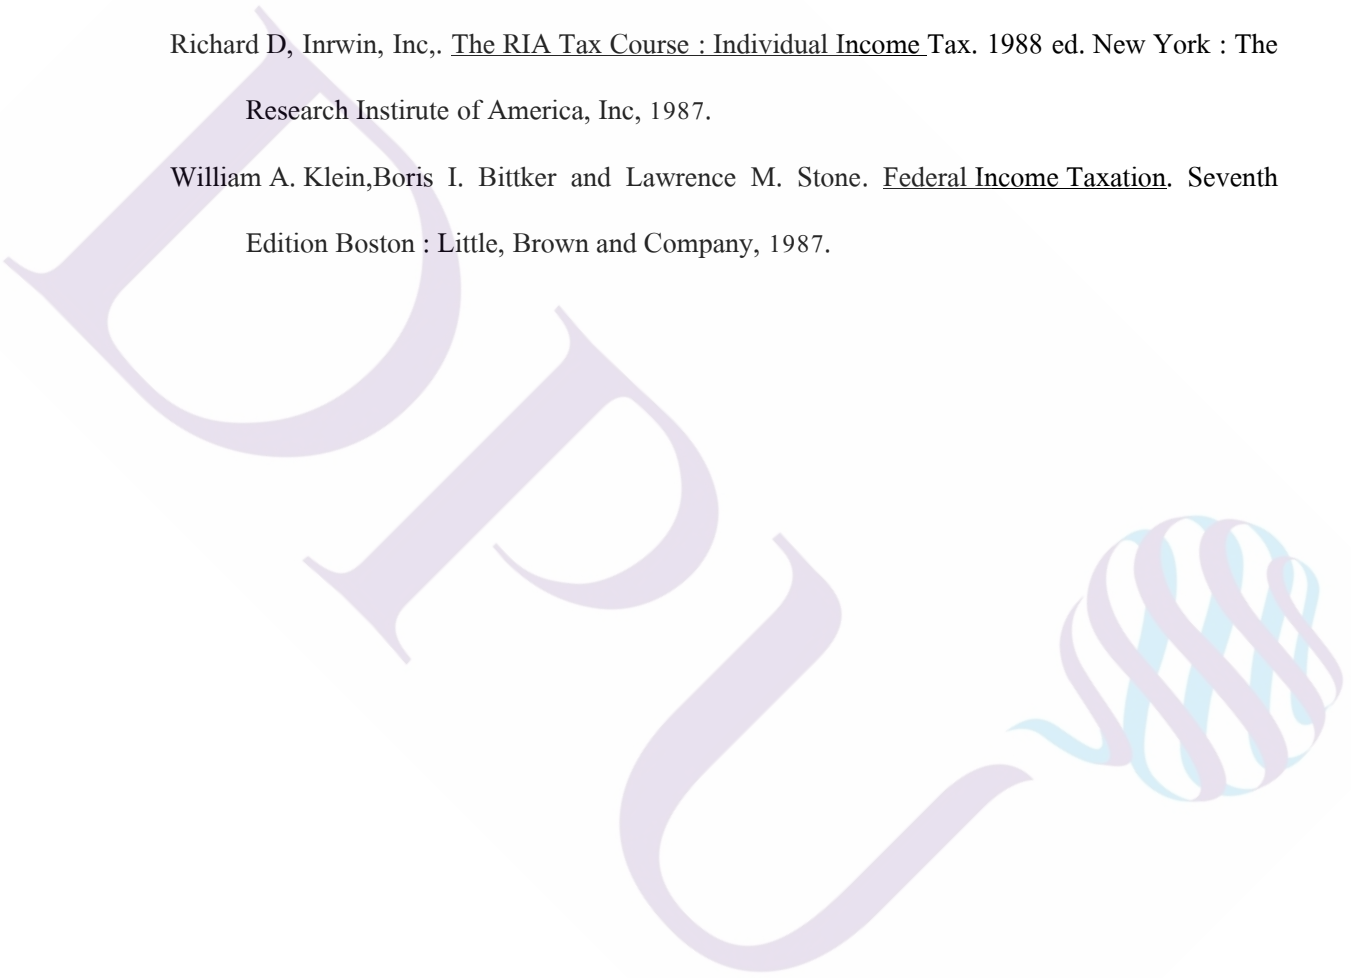 Richard D, Inrwin, Inc,. The RIA Tax Course : Individual Income Tax. 1988 ed. New York : The
Research Instirute of America, Inc, 1987.
William A. Klein,Boris I. Bittker and Lawrence M. Stone. Federal Income Taxation. Seventh
Edition Boston : Little, Brown and Company, 1987.
DPU